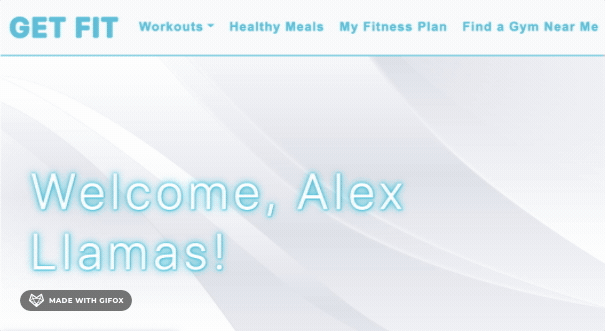 GET FIT Workouts Healthy Meals My Fitness Plan Find a Gym Near Me
Welcome, Alex
Llamas!
MADE WITH GIFOX